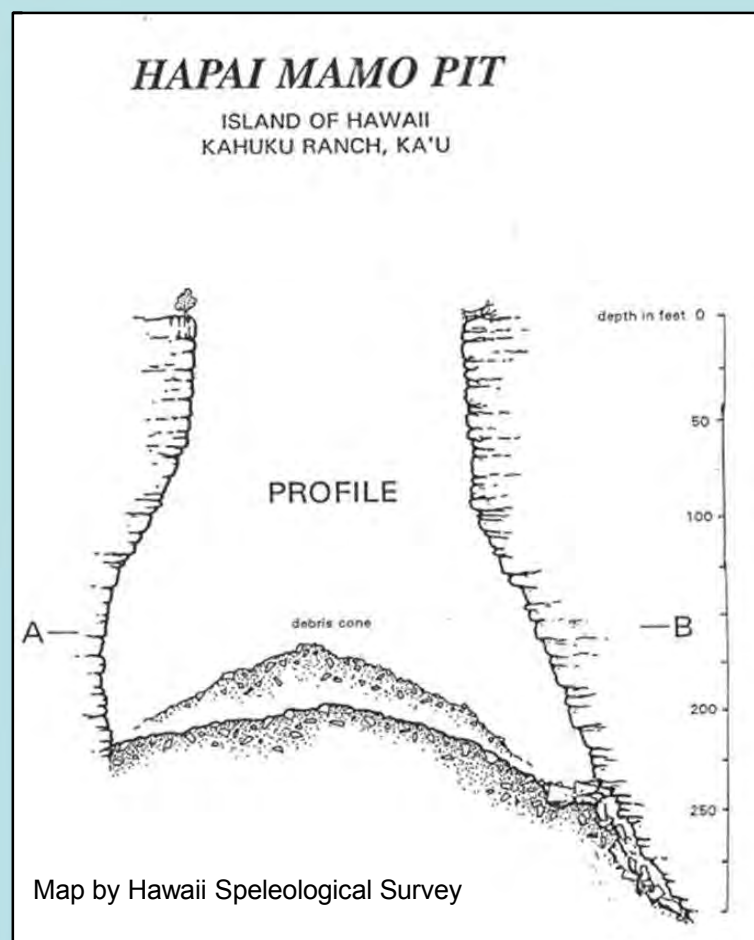 HAPAI MAMO PIT
ISLAND OF HAWAII
KAHUKU RANCH, KA'U
depth in feet 0
50
PROFILE
100
debris cone
A
B
200
250
Map by Hawaii Speleological Survey